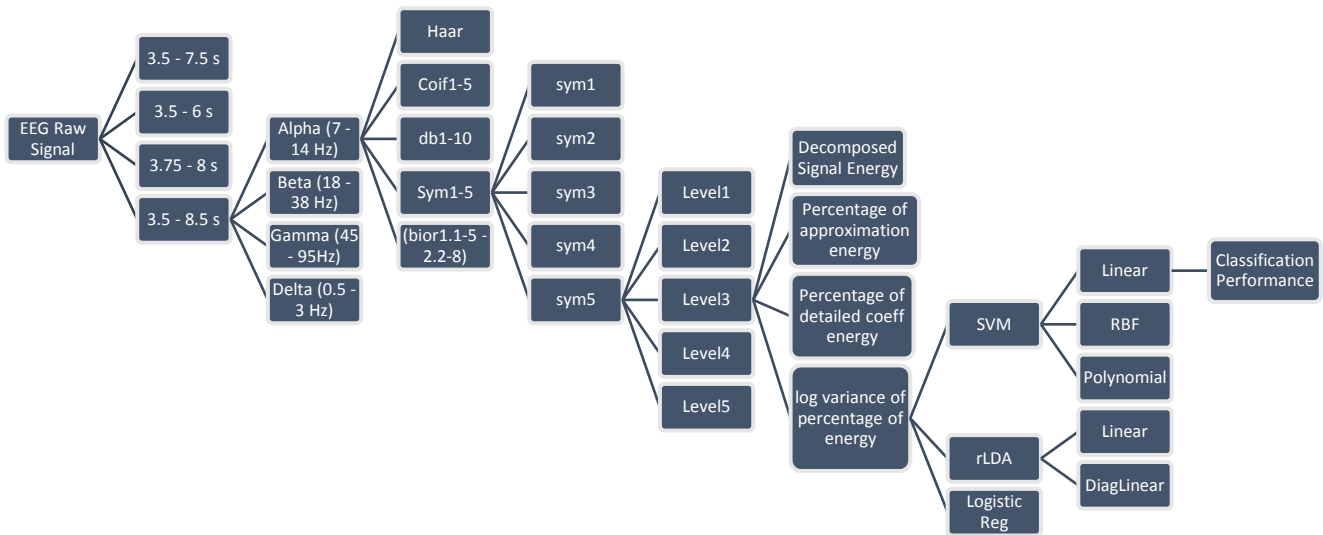 EEG Raw
Signal
3.5 - 7.5 s
3.5 - 6 s
3.75 - 8 s
3.5 - 8.5 s
Alpha (7 -
14 Hz)
Beta (18 -
38 Hz)
Gamma (45
- 95Hz)
Delta (0.5 -
3 Hz)
Haar
Coif1-5
db1-10
Sym1-5
(bior1.1-5 -
2.2-8)
sym1
sym2
sym3
sym4
sym5
Level1
Level2
Level3
Level4
Level5
Decomposed
Signal Energy
Percentage of
approximation
energy
Percentage of
detailed coeff
energy
log variance of
percentage of
energy
SVM
rLDA
Logistic
Reg
Linear
RBF
Polynomial
Linear
DiagLinear
Classification
Performance